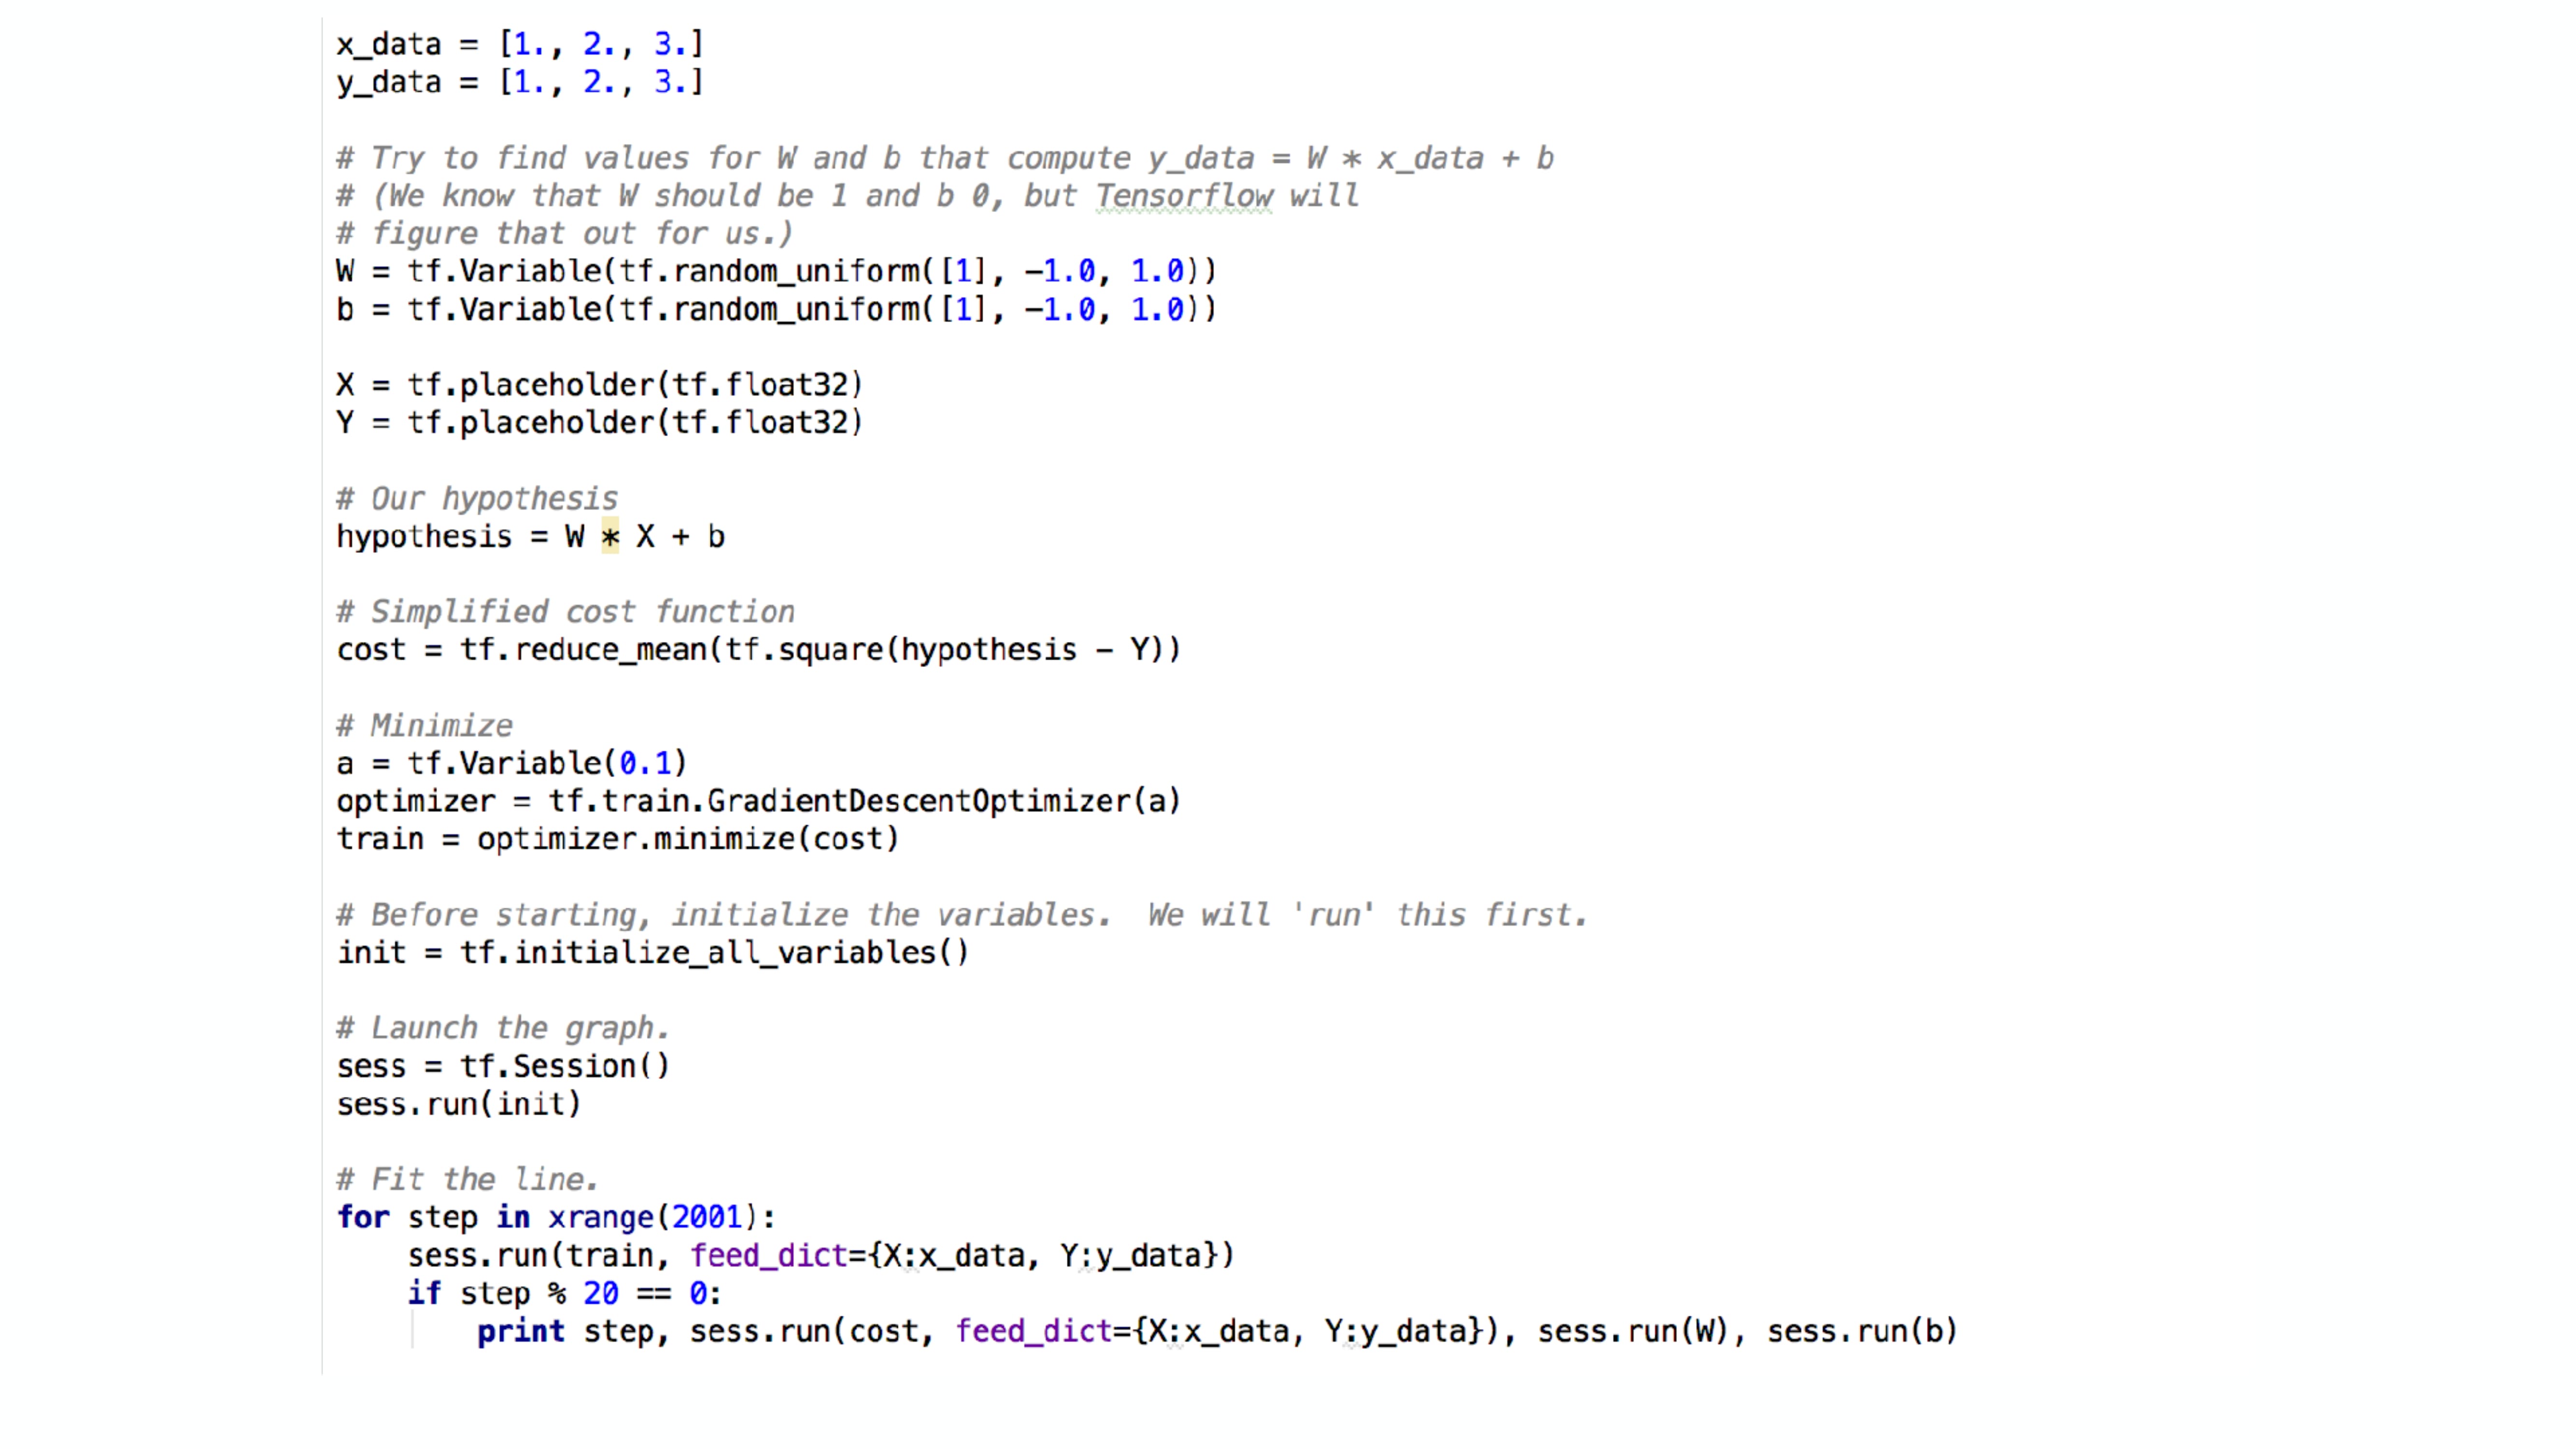 x_data = [1., 2., 3.]
y_data = [1., 2., 3.]
# Try to find values for W and b that compute y_data = W * x_data + b
# (We know that W should be 1 and b 0, but Tensorflow will
# figure that out for us.)
W = tf.Variable(tf.random_uniform([1], -1.0, 1.0))
b = tf.Variable(tf.random_uniform([1], -1.0, 1.0))
X = tf.placeholder(tf.float32)
Y = tf.placeholder(tf.float32)
# Our hypothesis
hypothesis = W * X + b
# Simplified cost function
cost = tf.reduce_mean(tf.square(hypothesis - Y))
# Minimize
a = tf.Variable(0.1)
optimizer = tf.train.GradientDescentOptimizer(a)
train = optimizer.minimize(cost)
# Before starting, initialize the variables.  We will 'run' this first.
init = tf.initialize_all_variables()
# Launch the graph.
sess = tf.Session()
sess.run(init)
# Fit the line.
for step in xrange(2001):
    sess.run(train, feed_dict={X:x_data, Y:y_data})
    if step % 20 == 0:
        print step, sess.run(cost, feed_dict={X:x_data, Y:y_data}), sess.run(W), sess.run(b)